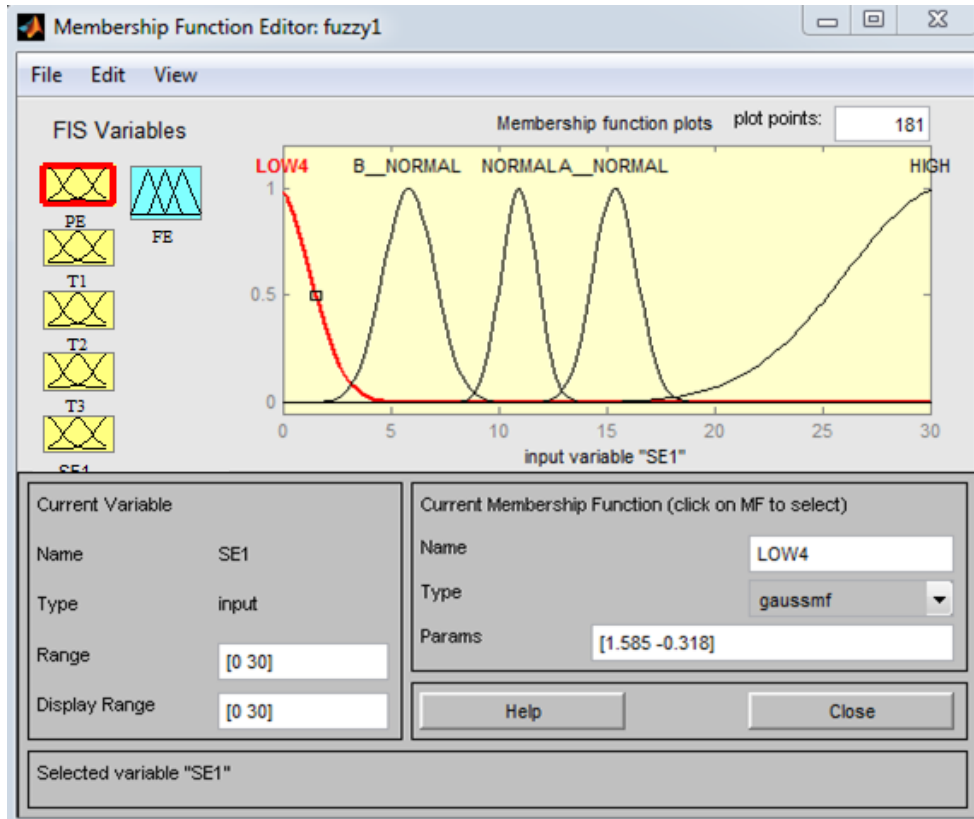 Membership Function Editor: fuzzy1
File Edit View
FIS Variables
PE
FE
T1
T2
T3
SE1
Membership function plots plot points: 181
LOW4 B__NORMAL NORMALA__NORMAL HIGH
1
0.5
0
0 5 10 15 20 25 30
input variable "SE1"
Current Variable
Name SE1
Type input
Range [0 30]
Display Range [0 30]
Current Membership Function (click on MF to select)
Name LOW4
Type gaussmf
Params [1.585 -0.318]
Help Close
Selected variable "SE1"